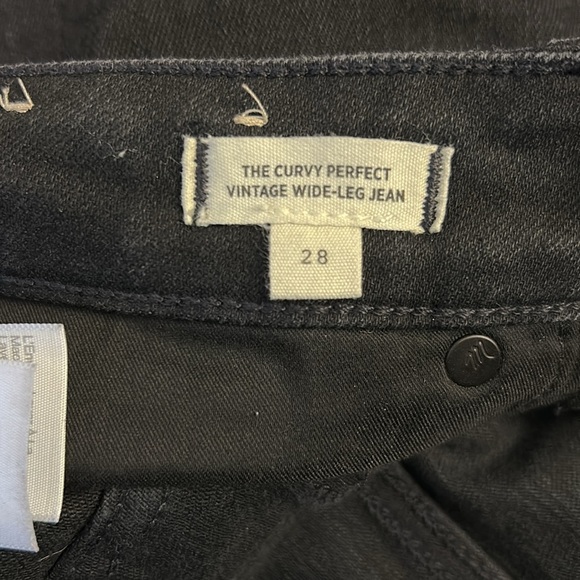 THE CURVY PERFECT
VINTAGE WIDE-LEG JEAN
28
m